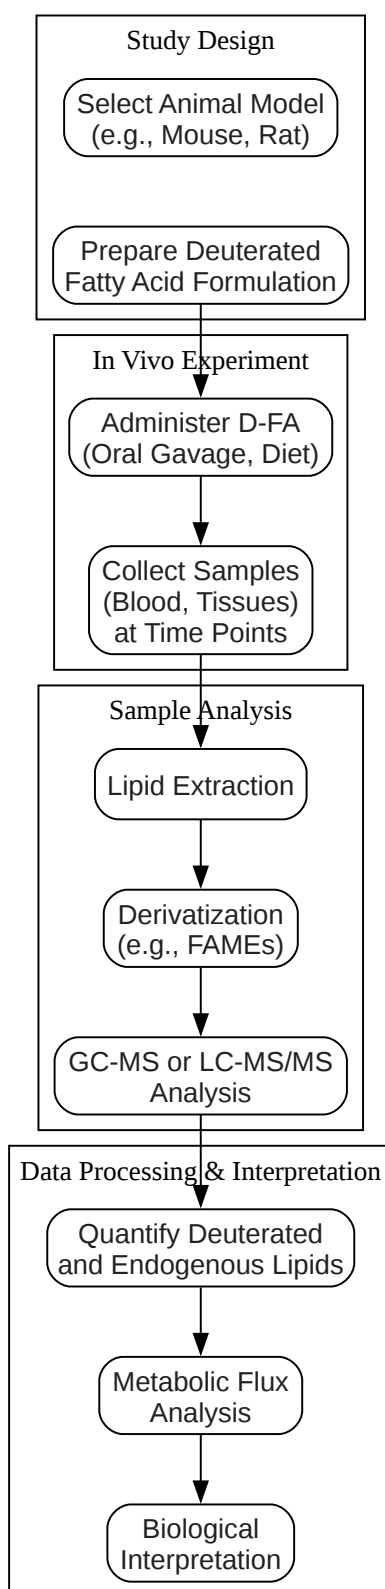 Study Design
Select Animal Model
(e.g., Mouse, Rat)
Prepare Deuterated
Fatty Acid Formulation
In Vivo Experiment
Administer D-FA
(Oral Gavage, Diet)
Collect Samples
(Blood, Tissues)
at Time Points
Sample Analysis
Lipid Extraction
Derivatization
(e.g., FAMEs)
GC-MS or LC-MS/MS
Analysis
Data Processing & Interpretation
Quantify Deuterated
and Endogenous Lipids
Metabolic Flux
Analysis
Biological
Interpretation